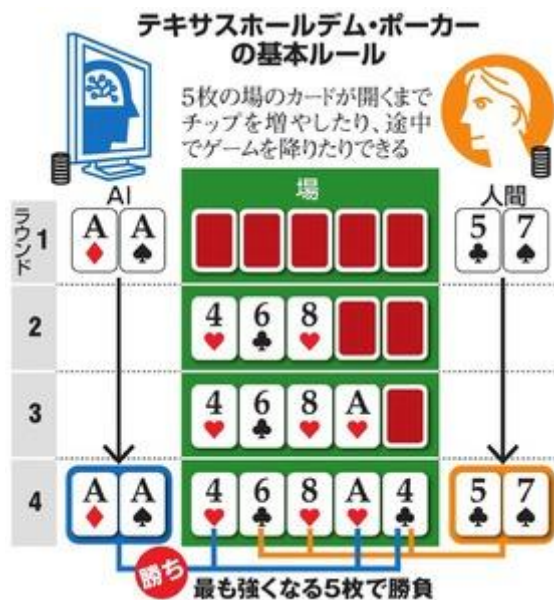 テキサスホールデム・ポーカー
の基本ルール
5枚の場のカードが開くまで
チップを増やしたり、途中
でゲームを降りたりできる
AI
場
人間
ラウンド
1
A A
5 7
2
4 6 8
3
4 6 8 A
4
A A
4 6 8 A 4
5 7
勝ち
最も強くなる5枚で勝負